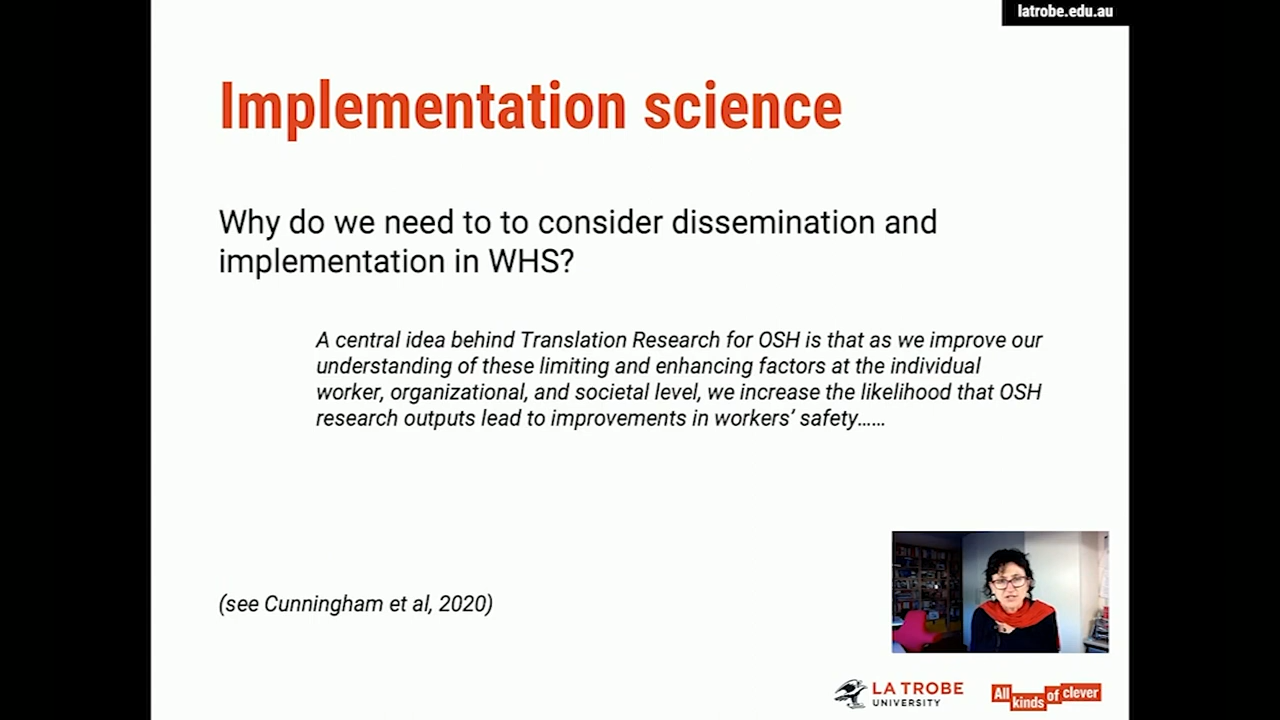 latrobe.edu.au
Implementation science
Why do we need to to consider dissemination and
implementation in WHS?
A central idea behind Translation Research for OSH is that as we improve our
understanding of these limiting and enhancing factors at the individual
worker, organizational, and societal level, we increase the likelihood that OSH
research outputs lead to improvements in workers’ safety……
(see Cunningham et al, 2020)
LA TROBE
UNIVERSITY
All kinds of clever